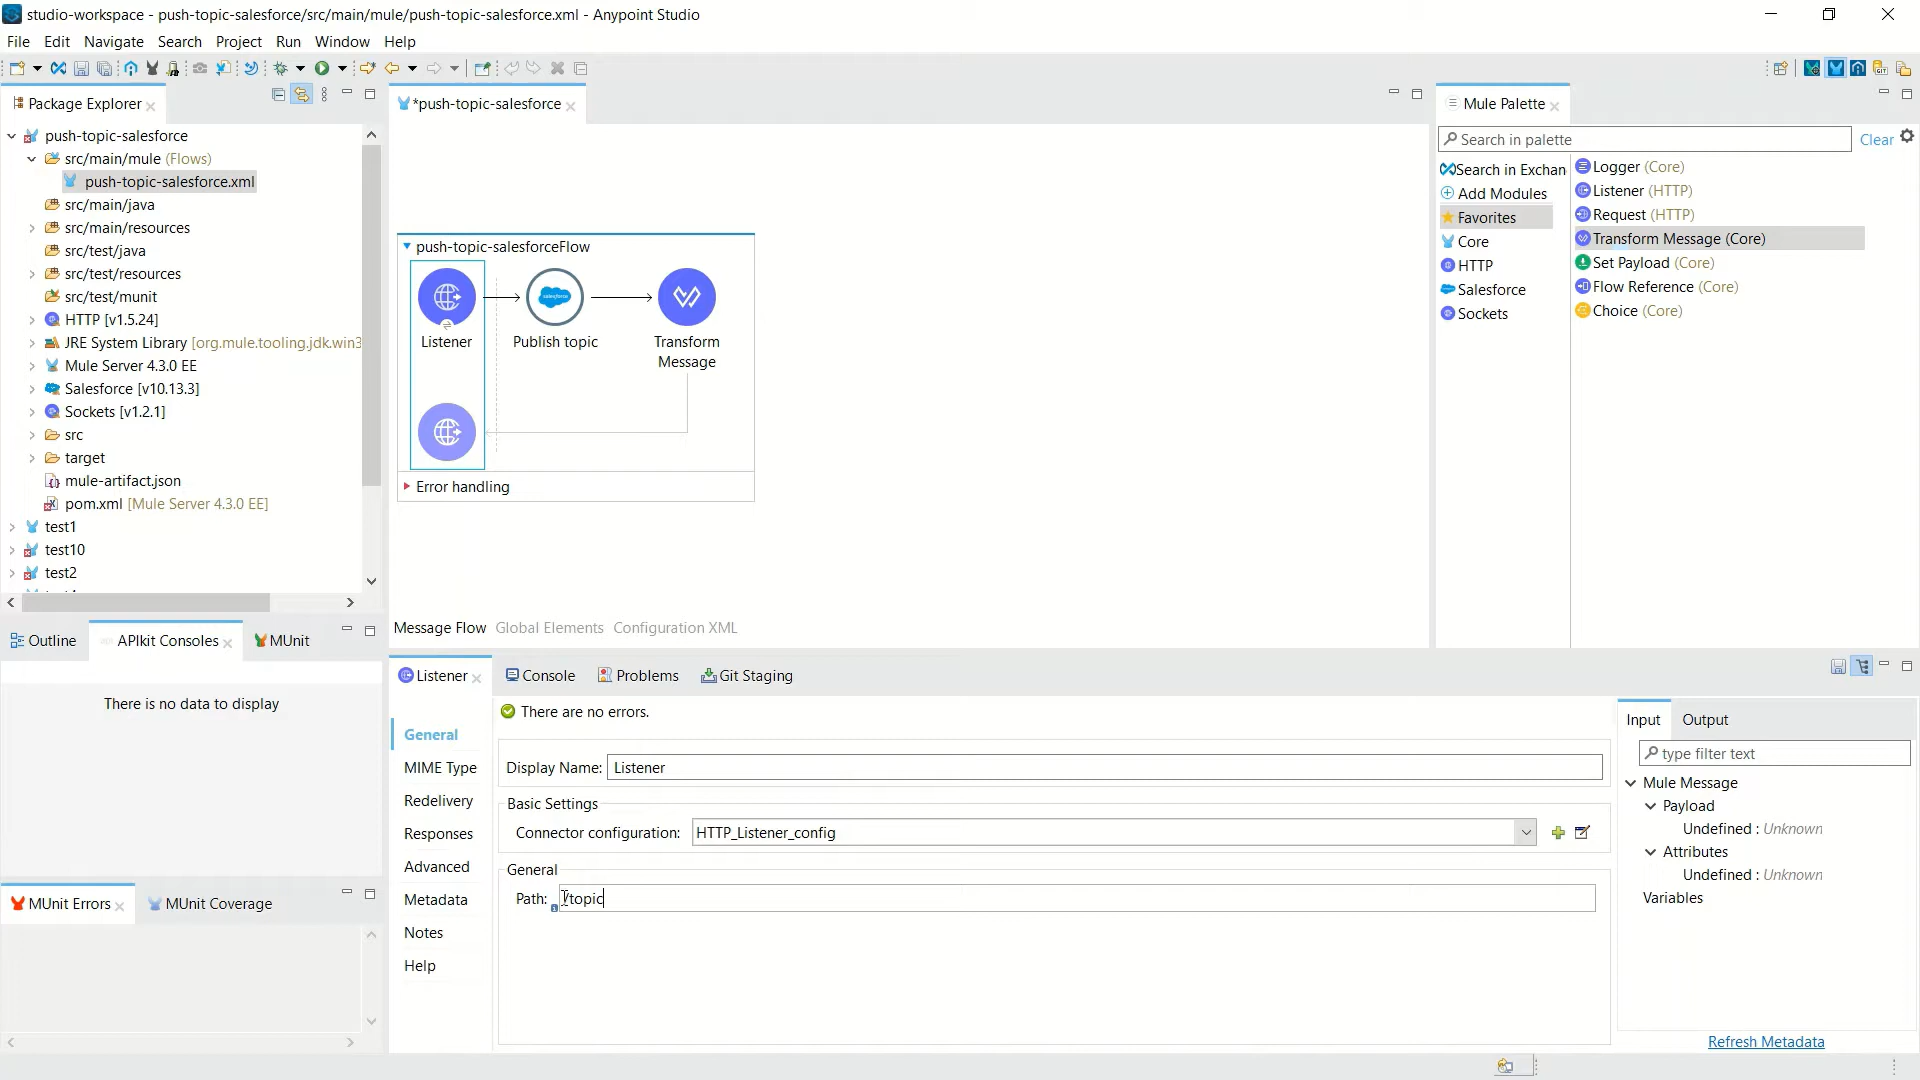 studio-workspace - push-topic-salesforce/src/main/mule/push-topic-salesforce.xml - Anypoint Studio
File Edit Navigate Search Project Run Window Help
Package Explorer
push-topic-salesforce
src/main/mule (Flows)
push-topic-salesforce.xml
src/main/java
src/main/resources
src/test/java
src/test/resources
src/test/munit
HTTP [v1.5.24]
JRE System Library [org.mule.tooling.jdk.win3
Mule Server 4.3.0 EE
Salesforce [v10.13.3]
Sockets [v1.2.1]
src
target
mule-artifact.json
pom.xml [Mule Server 4.3.0 EE]
test1
test10
test2
*push-topic-salesforce
push-topic-salesforceFlow
salesforce
Listener
Publish topic
Transform
Message
Error handling
Message Flow Global Elements Configuration XML
Mule Palette
Search in palette
Clear
Search in Exchan
Add Modules
Favorites
Core
HTTP
Salesforce
Sockets
Logger (Core)
Listener (HTTP)
Request (HTTP)
Transform Message (Core)
Set Payload (Core)
Flow Reference (Core)
Choice (Core)
Outline APIkit Consoles MUnit
There is no data to display
MUnit Errors MUnit Coverage
Listener Console Problems Git Staging
General
MIME Type
Redelivery
Responses
Advanced
Metadata
Notes
Help
There are no errors.
Display Name: Listener
Basic Settings
Connector configuration: HTTP_Listener_config
General
Path: /topic
Input Output
type filter text
Mule Message
Payload
Undefined : Unknown
Attributes
Undefined : Unknown
Variables
Refresh Metadata